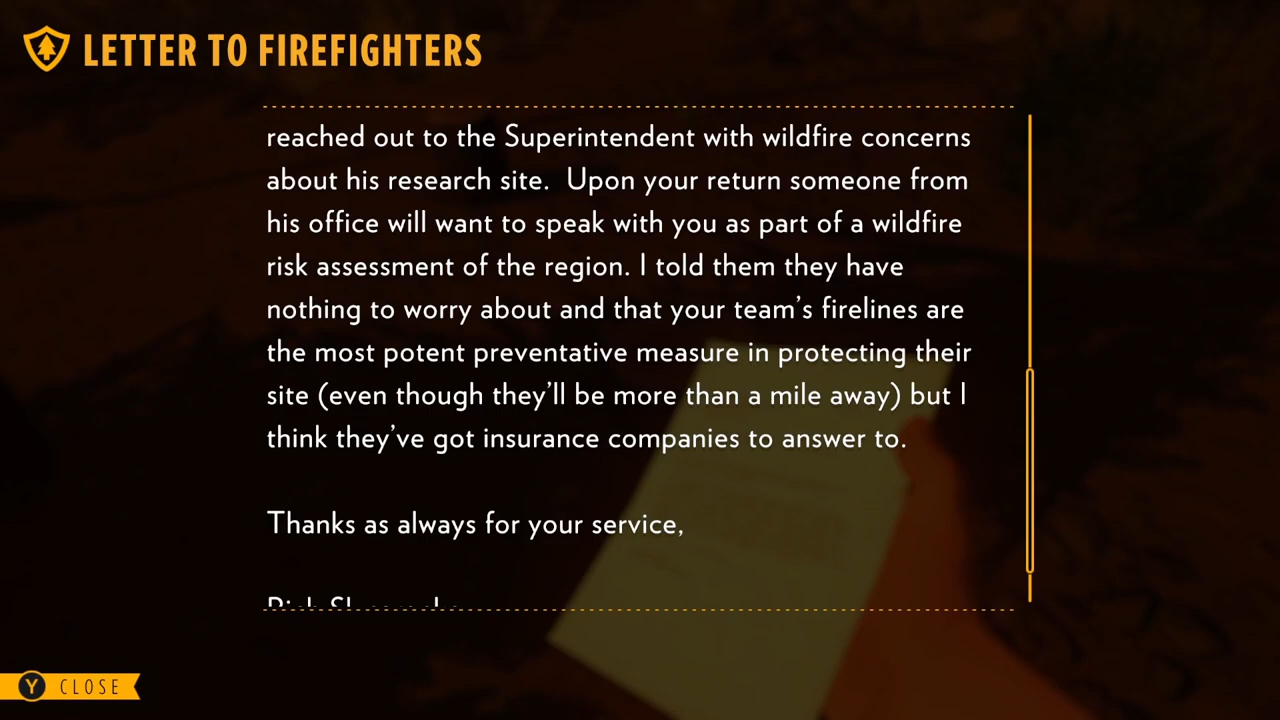 LETTER TO FIREFIGHTERS
reached out to the Superintendent with wildfire concerns
about his research site.  Upon your return someone from
his office will want to speak with you as part of a wildfire
risk assessment of the region. I told them they have
nothing to worry about and that your team's firelines are
the most potent preventative measure in protecting their
site (even though they'll be more than a mile away) but I
think they've got insurance companies to answer to.
Thanks as always for your service,
Y CLOSE